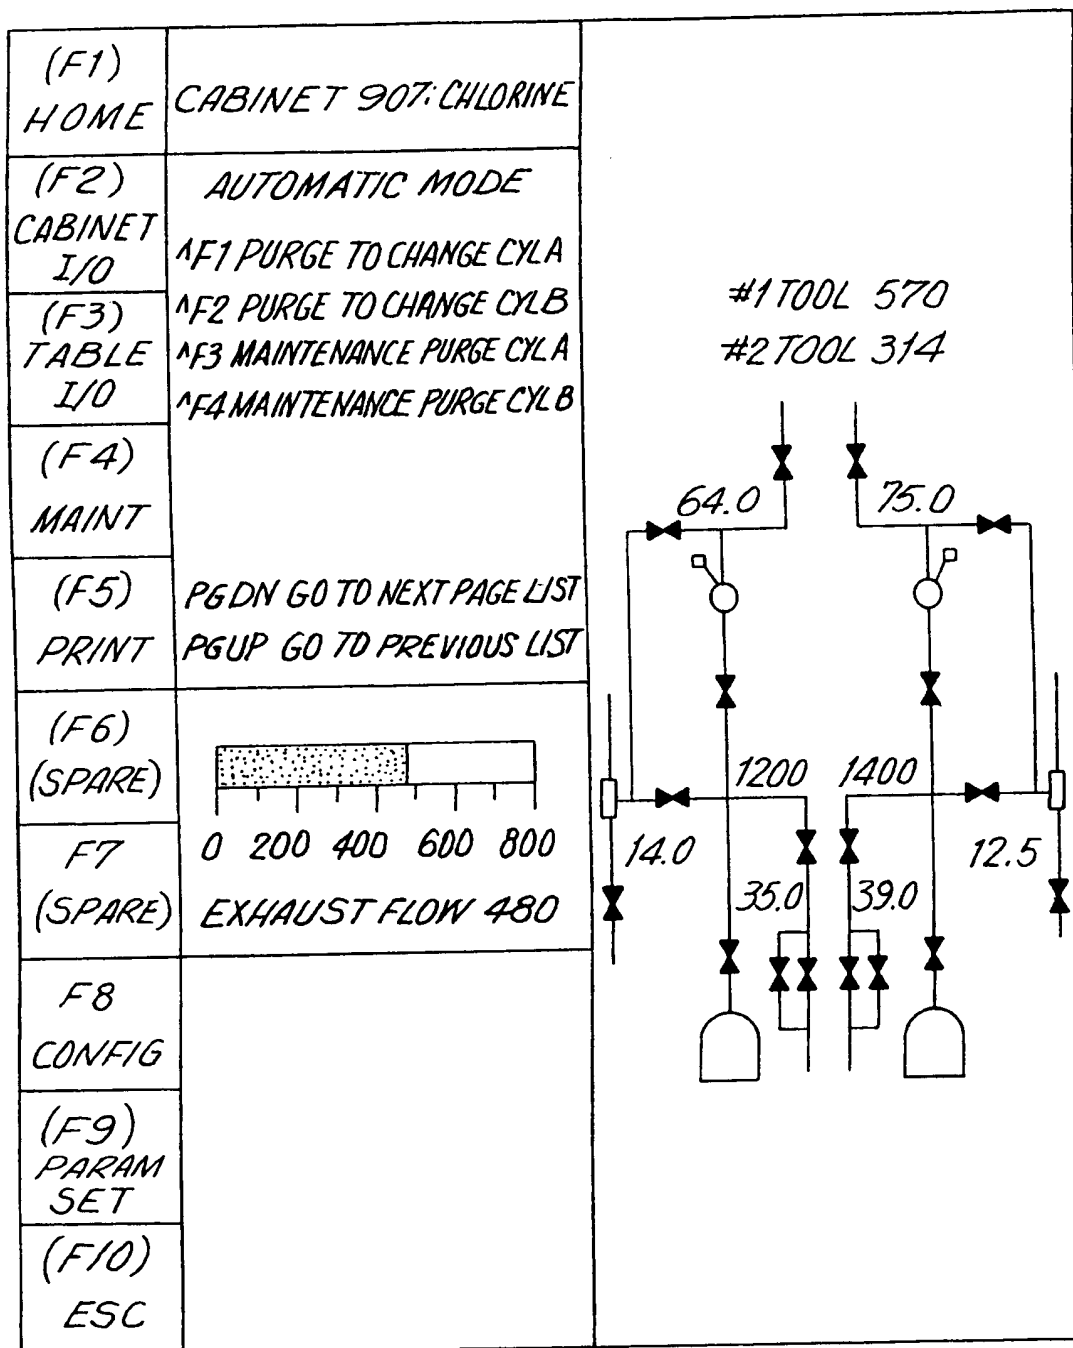 (F1)
HOME
CABINET 907: CHLORINE
(F2)
CABINET
I/O
AUTOMATIC MODE
^F1 PURGE TO CHANGE CYL A
^F2 PURGE TO CHANGE CYL B
^F3 MAINTENANCE PURGE CYL A
^F4 MAINTENANCE PURGE CYL B
(F3)
TABLE
I/O
(F4)
MAINT
(F5)
PRINT
PGDN GO TO NEXT PAGE LIST
PGUP GO TO PREVIOUS LIST
(F6)
(SPARE)
F7
(SPARE)
0 200 400 600 800
EXHAUST FLOW 480
F8
CONFIG
(F9)
PARAM
SET
(F10)
ESC
#1 TOOL 570
#2 TOOL 314
64.0 75.0
1200 1400
14.0 12.5
35.0 39.0